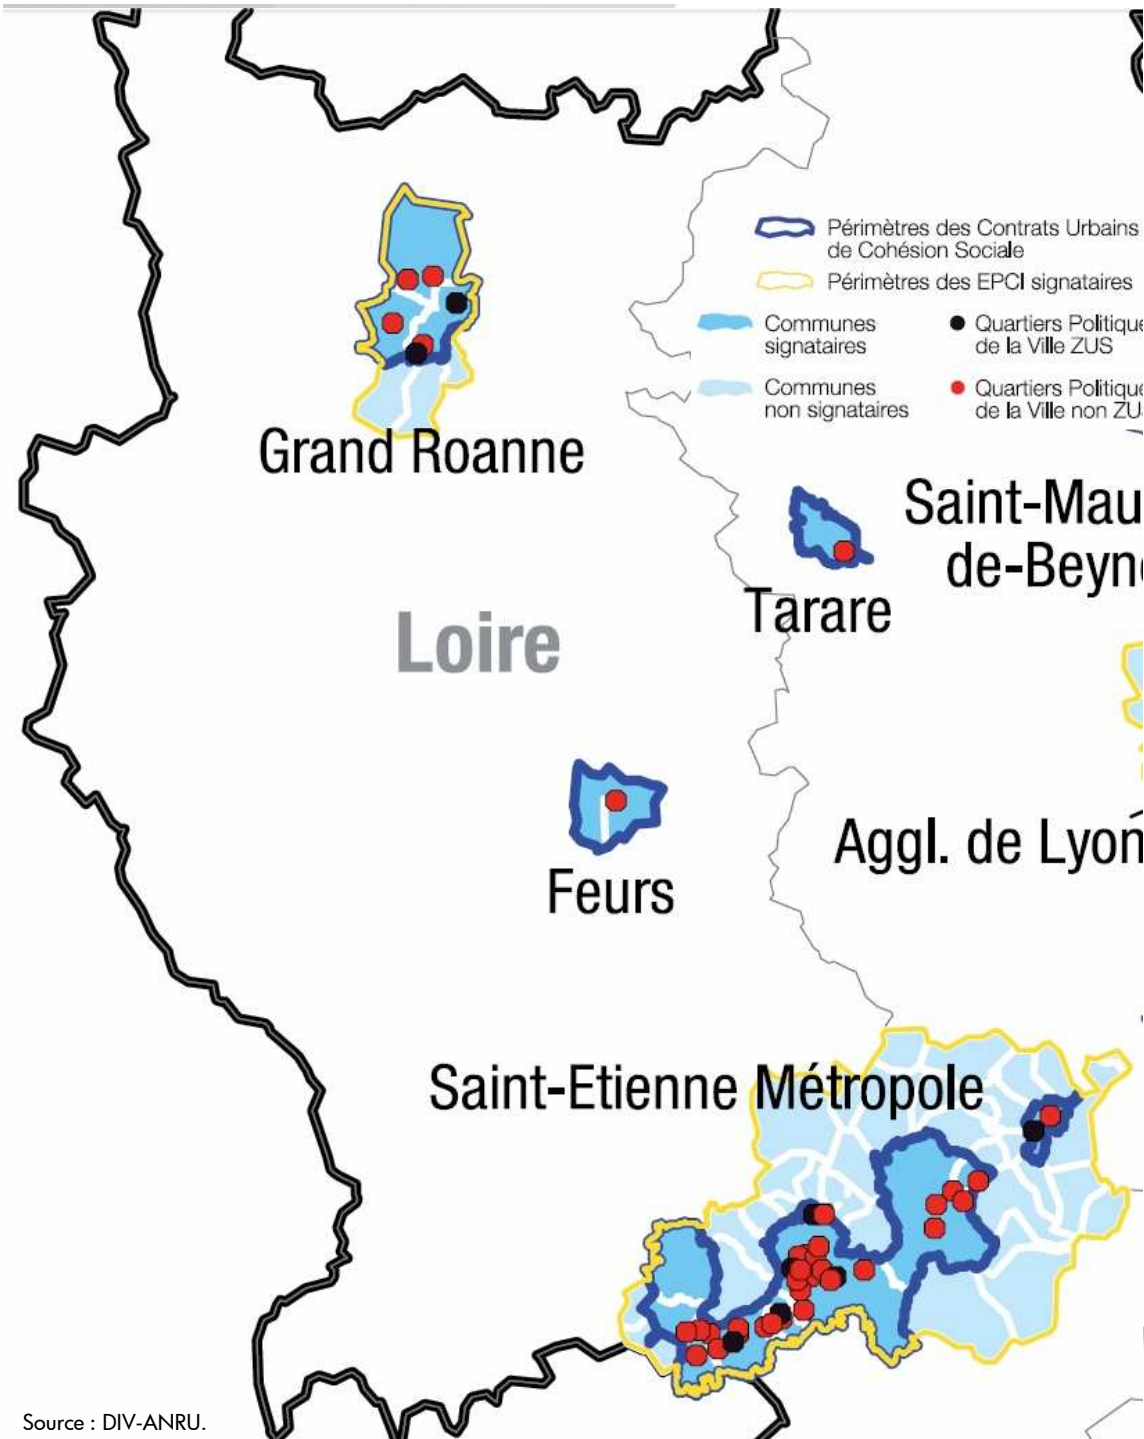 Périmètres des Contrats Urbains
de Cohésion Sociale
Périmètres des EPCI signataires
Communes
signataires
Quartiers Politique
de la Ville ZUS
Communes
non signataires
Quartiers Politique
de la Ville non ZU
Grand Roanne
Saint-Mau
de-Beyn
Tarare
Loire
Aggl. de Lyon
Feurs
Saint-Etienne Métropole
Source : DIV-ANRU.